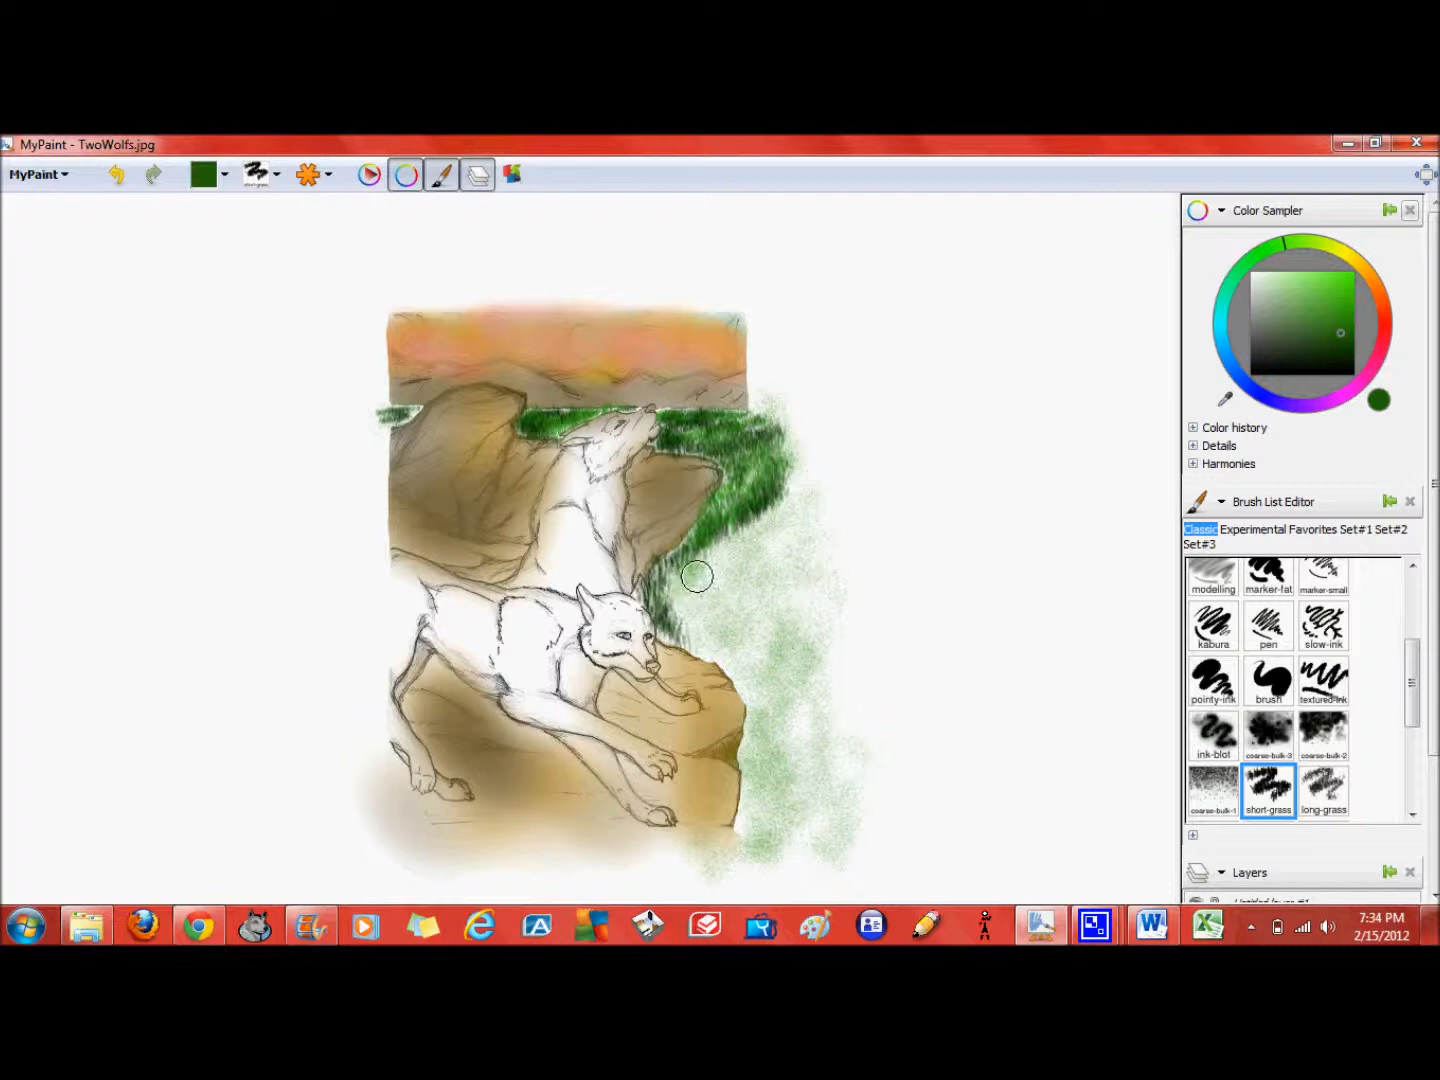 MyPaint - TwoWolfs.jpg
MyPaint
Color Sampler
Color history
Details
Harmonies
Brush List Editor
Classic Experimental Favorites Set#1 Set#2
Set#3
modelling marker-fat marker-small
kabura pen slow-ink
pointy-ink brush textured-ink
ink-blot coarse-bulk-3 coarse-bulk-2
coarse-bulk-1 short-grass long-grass
Layers
7:34 PM
2/15/2012